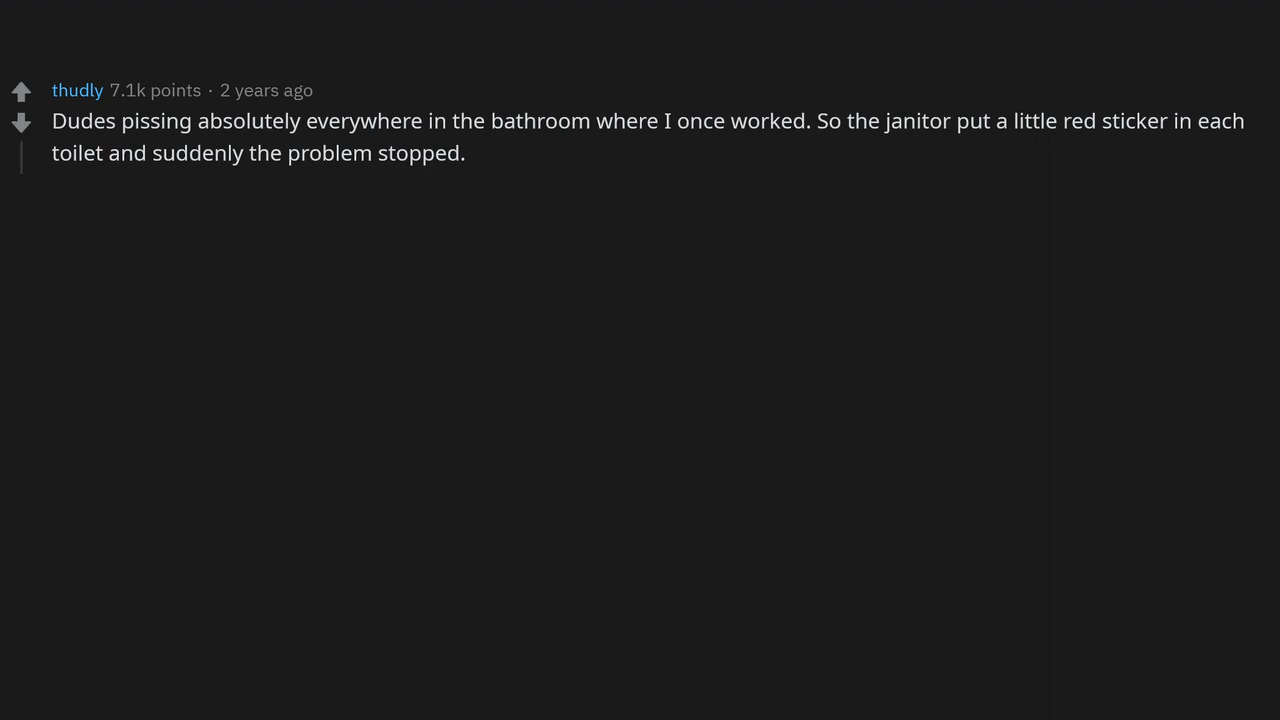 thudly 7.1k points · 2 years ago
Dudes pissing absolutely everywhere in the bathroom where I once worked. So the janitor put a little red sticker in each
toilet and suddenly the problem stopped.